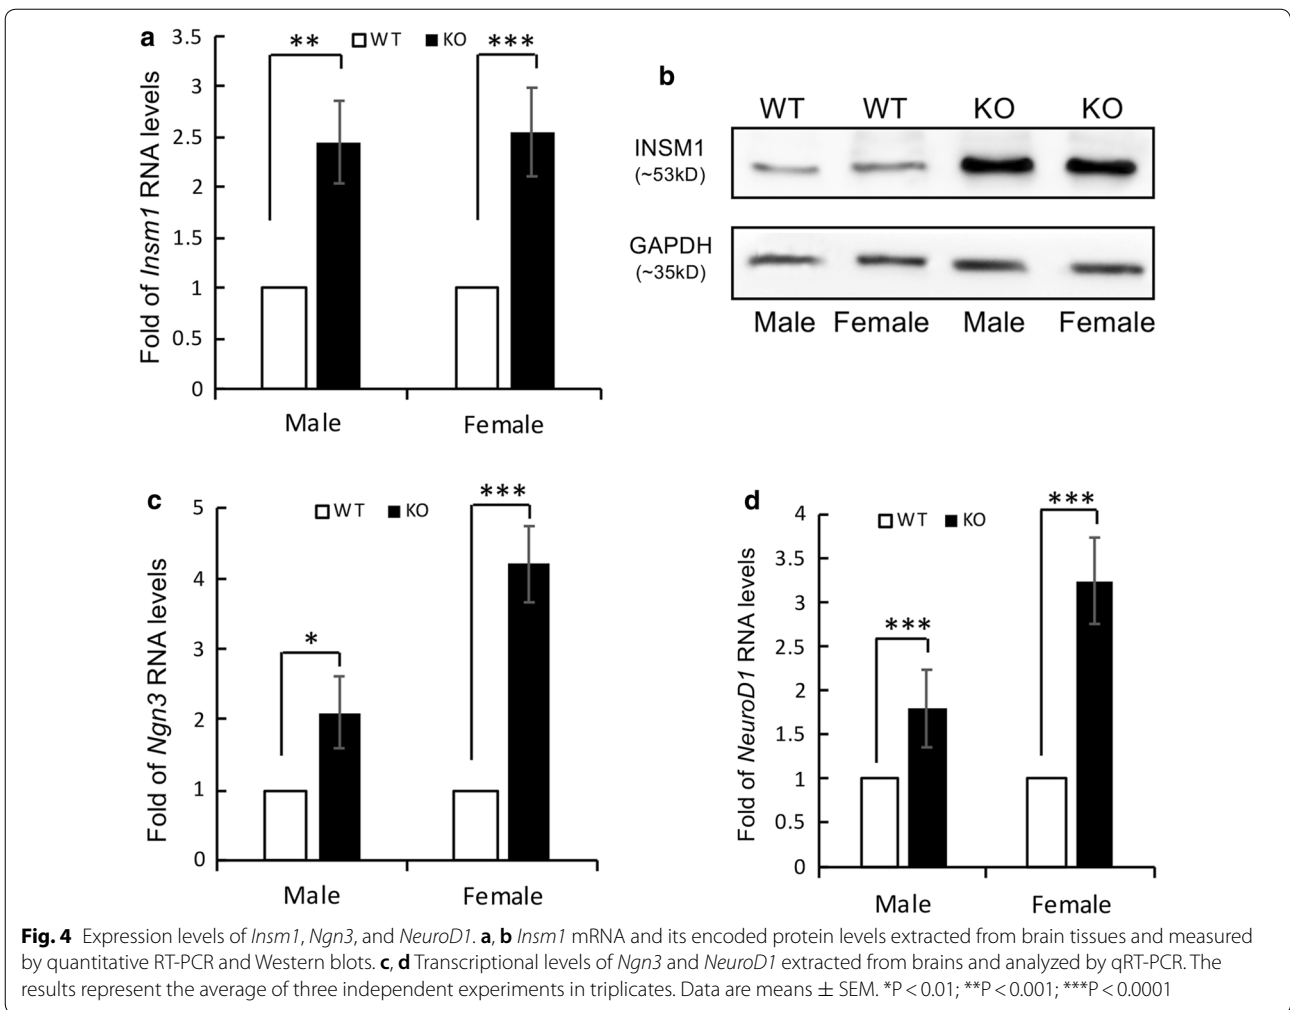 a
Fold of Insm1 RNA levels
3.5
3
2.5
2
1.5
1
0.5
0
** WT KO ***
Male Female
b
WT WT KO KO
INSM1
(~53kD)
GAPDH
(~35kD)
Male Female Male Female
c
Fold of Ngn3 RNA levels
5
4
3
2
1
0
WT KO
* ***
Male Female
d
Fold of NeuroD1 RNA levels
4
3.5
3
2.5
2
1.5
1
0.5
0
WT KO
*** ***
Male Female
Fig. 4 Expression levels of Insm1, Ngn3, and NeuroD1. a, b Insm1 mRNA and its encoded protein levels extracted from brain tissues and measured
by quantitative RT-PCR and Western blots. c, d Transcriptional levels of Ngn3 and NeuroD1 extracted from brains and analyzed by qRT-PCR. The
results represent the average of three independent experiments in triplicates. Data are means ± SEM. *P < 0.01; **P < 0.001; ***P < 0.0001